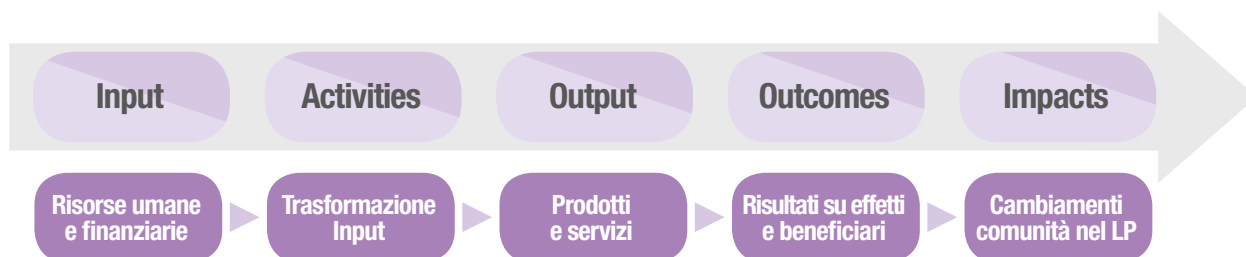 Input
Activities
Output
Outcomes
Impacts
Risorse umane
e finanziarie
Trasformazione
Input
Prodotti
e servizi
Risultati su effetti
e beneficiari
Cambiamenti
comunità nel LP